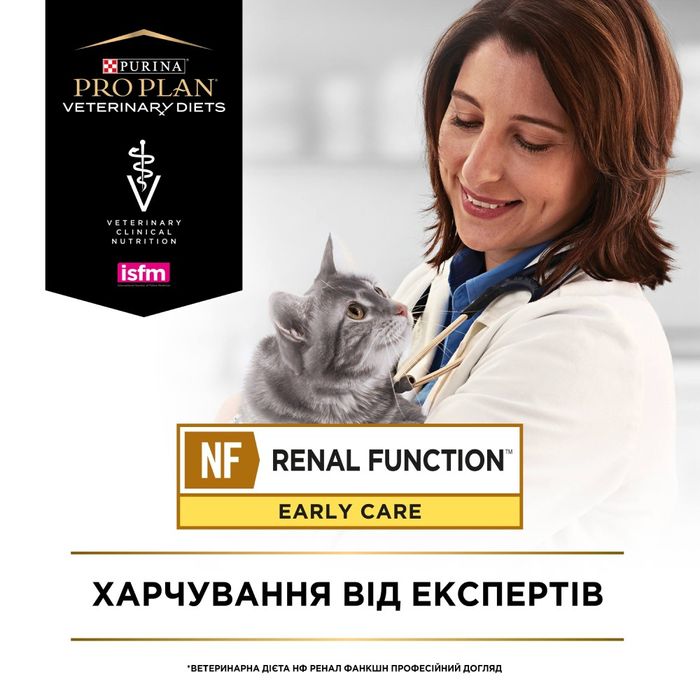 PURINA
PRO PLAN
VETERINARY DIETS
VETERINARY
CLINICAL
NUTRITION
isfm
NF RENAL FUNCTION™
EARLY CARE
ХАРЧУВАННЯ ВІД ЕКСПЕРТІВ
*ВЕТЕРИНАРНА ДІЄТА НФ РЕНАЛ ФАНКШН ПРОФЕСІЙНИЙ ДОГЛЯД